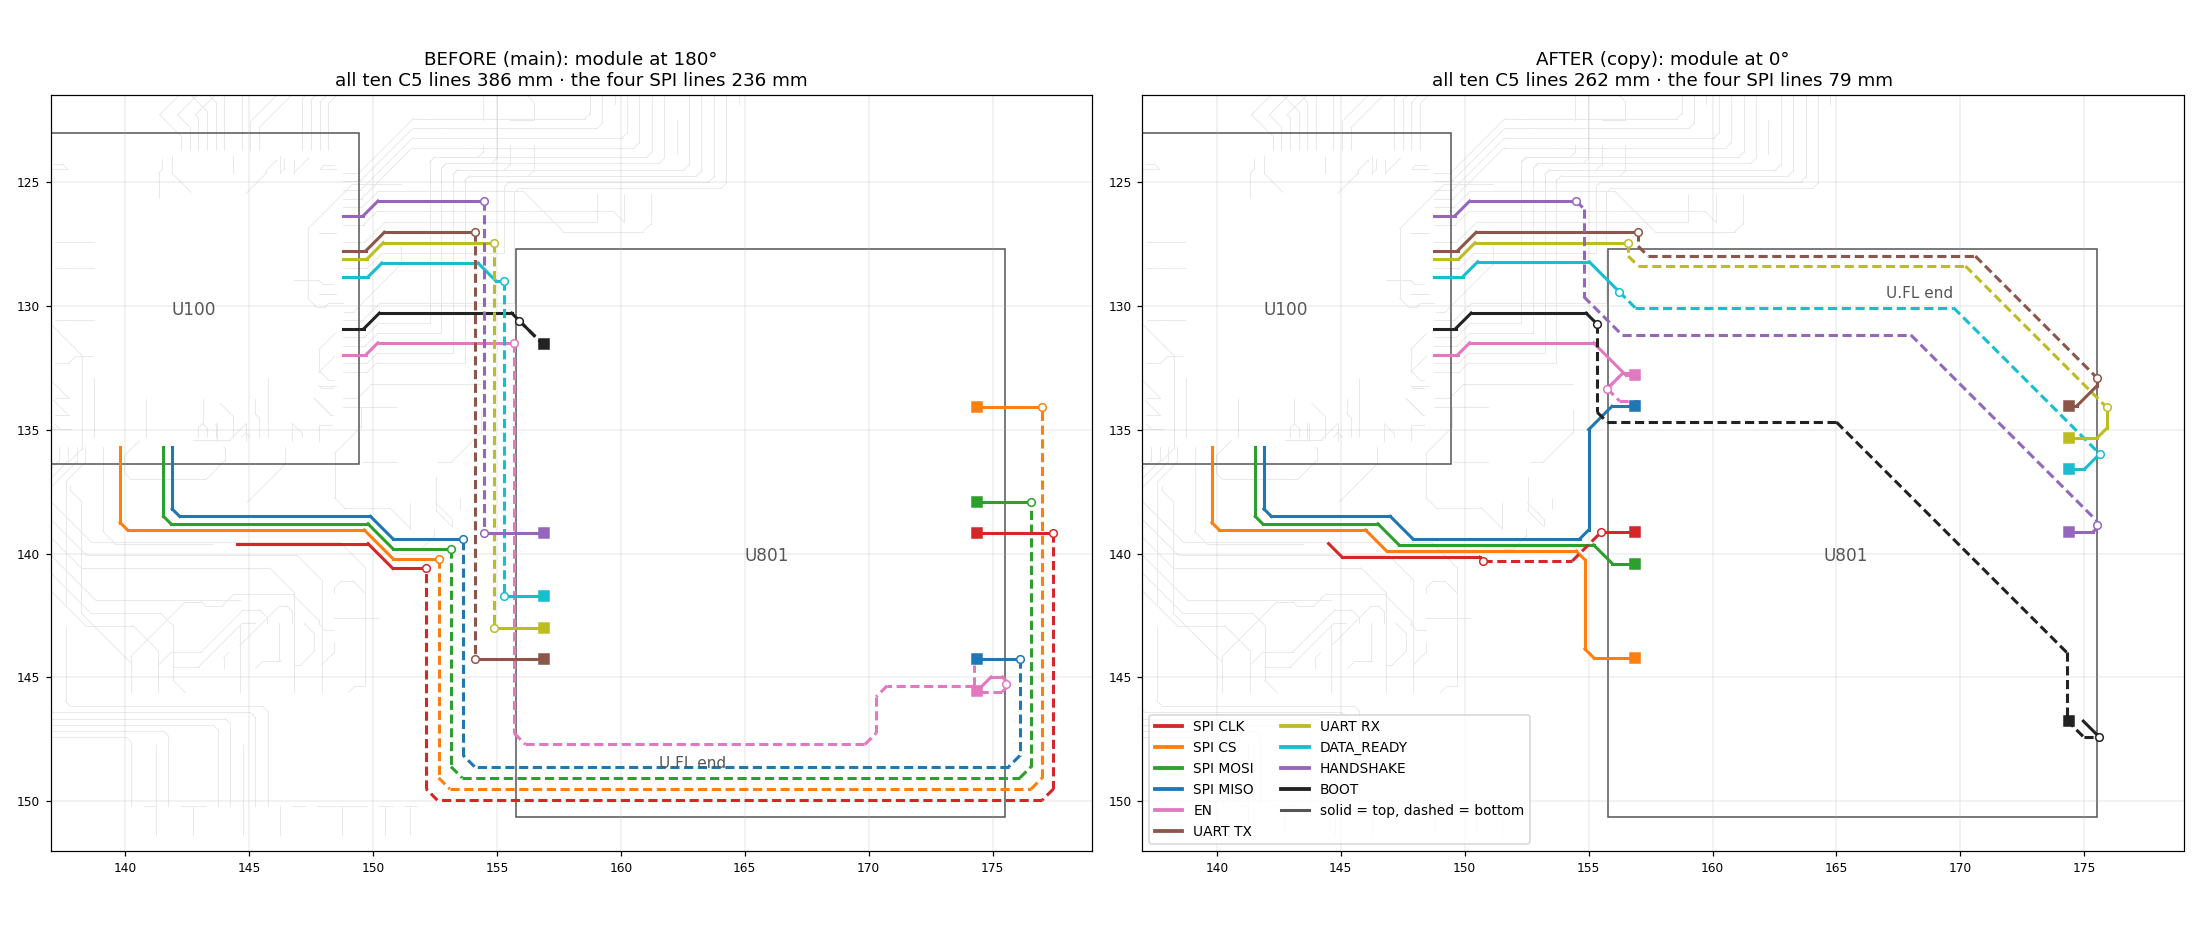 BEFORE (main): module at 180°
all ten C5 lines 386 mm · the four SPI lines 236 mm
125
130
135
140
145
150
140
145
150
155
160
165
170
175
U100
U801
U.FL end
AFTER (copy): module at 0°
all ten C5 lines 262 mm · the four SPI lines 79 mm
125
130
135
140
145
150
140
145
150
155
160
165
170
175
U100
U.FL end
U801
SPI CLK
SPI CS
SPI MOSI
SPI MISO
EN
UART TX
UART RX
DATA_READY
HANDSHAKE
BOOT
solid = top, dashed = bottom